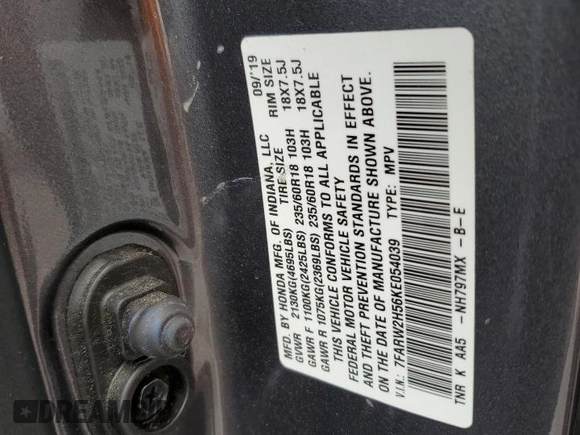 MFD. BY HONDA MFG. OF INDIANA, LLC 09/'19
TIRE SIZE RIM SIZE
GVWR 2130KG(4695LBS)
GAWR F 1100KG(2425LBS) 235/60R18 103H 18X7.5J
GAWR R 1075KG(2369LBS) 235/60R18 103H 18X7.5J
THIS VEHICLE CONFORMS TO ALL APPLICABLE
FEDERAL MOTOR VEHICLE SAFETY
AND THEFT PREVENTION STANDARDS IN EFFECT
ON THE DATE OF MANUFACTURE SHOWN ABOVE.
V.I.N.: 7FARW2H56KE054039 TYPE: MPV
TNR K AA5 -NH797MX -B-E
DREAMBID